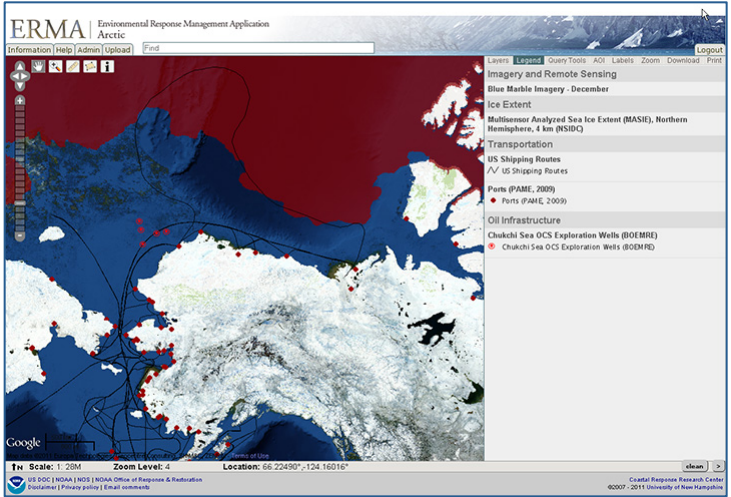 ERMA
Environmental Response Management Application
Arctic
Information Help Admin Upload
Find
Logout
Layers Legend Query Tools AOI Labels Zoom Download Print
Imagery and Remote Sensing
Blue Marble Imagery - December
Ice Extent
Multisensor Analyzed Sea Ice Extent (MASIE), Northern
Hemisphere, 4 km (NSIDC)
Transportation
US Shipping Routes
US Shipping Routes
Ports (PAME, 2009)
Ports (PAME, 2009)
Oil Infrastructure
Chukchi Sea OCS Exploration Wells (BOEMRE)
Chukchi Sea OCS Exploration Wells (BOEMRE)
Google
Terms of Use
N Scale: 1: 28M Zoom Level: 4 Location: 66.22490°,-124.16016° clean >
US DOC | NOAA | NOS | NOAA Office of Response & Restoration
Disclaimer | Privacy policy | Email comments
Coastal Response Research Center
©2007 - 2011 University of New Hampshire